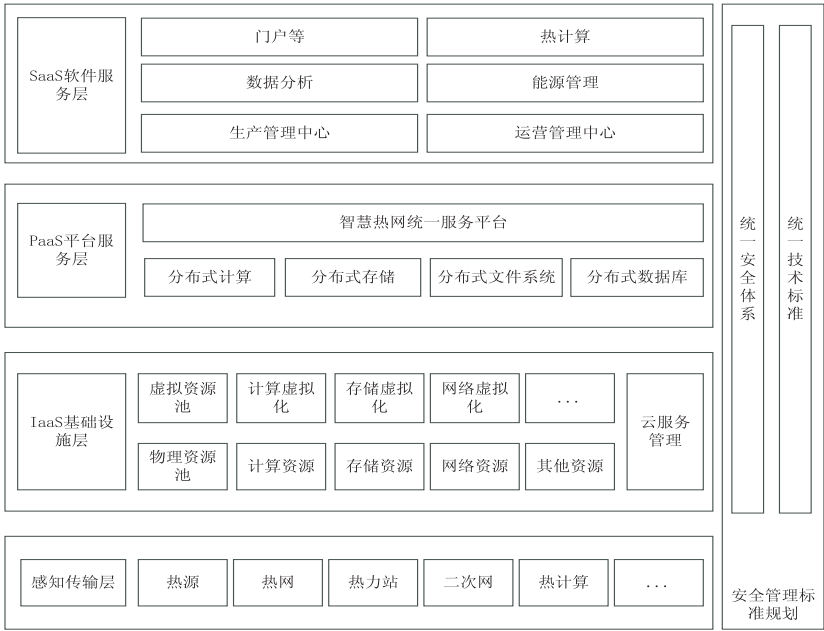 SaaS软件服
务层
门户等
热计算
数据分析
能源管理
生产管理中心
运营管理中心
PaaS平台服
务层
智慧热网统一服务平台
分布式计算
分布式存储
分布式文件系统
分布式数据库
IaaS基础设
施层
虚拟资源
池
计算虚拟
化
存储虚拟
化
网络虚拟
化
...
物理资源
池
计算资源
存储资源
网络资源
其他资源
云服务
管理
感知传输层
热源
热网
热力站
二次网
热计算
...
统一安全体系
统一技术标准
安全管理标
准规划